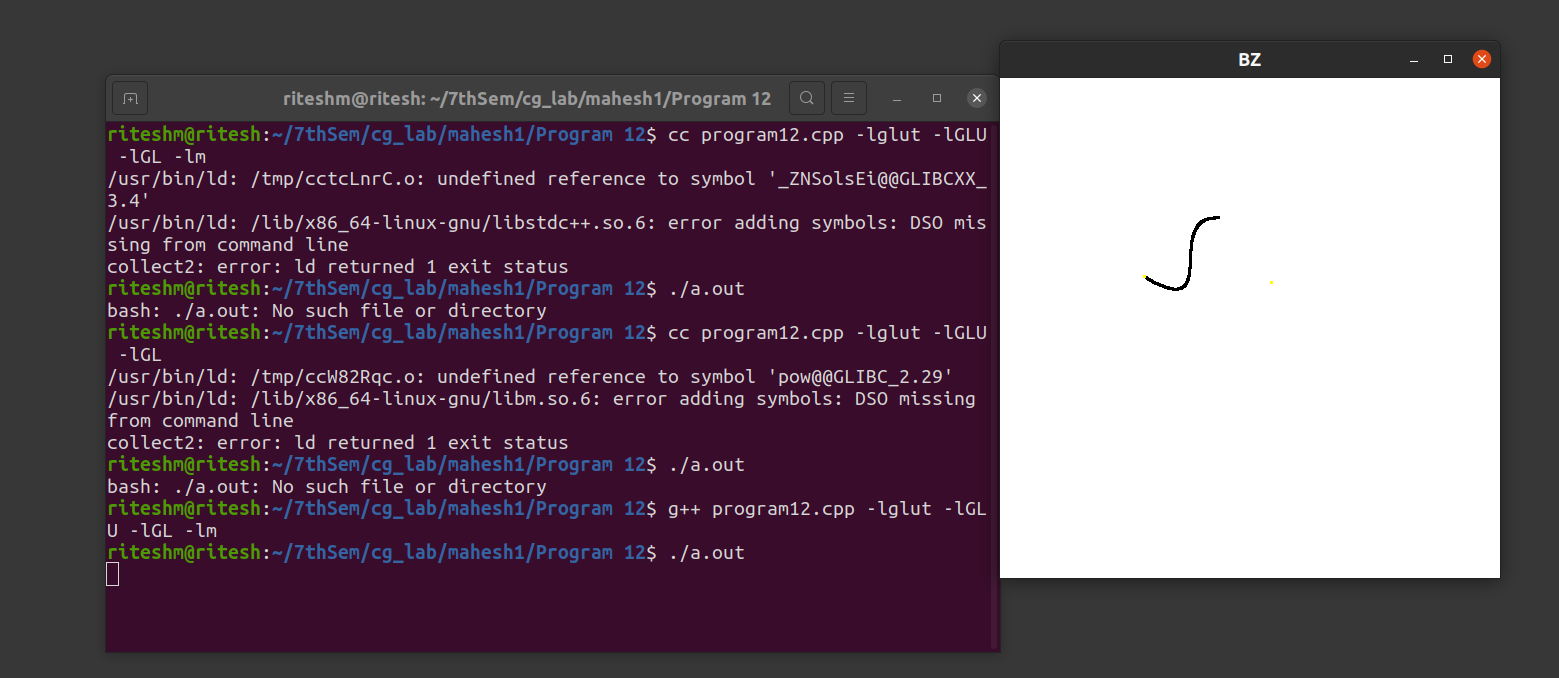 BZ
riteshm@ritesh: ~/7thSem/cg_lab/mahesh1/Program 12
riteshm@ritesh:~/7thSem/cg_lab/mahesh1/Program 12$ cc program12.cpp -lglut -lGLU
 -lGL -lm
/usr/bin/ld: /tmp/cctcLnrC.o: undefined reference to symbol '_ZNSolsEi@@GLIBCXX_
3.4'
/usr/bin/ld: /lib/x86_64-linux-gnu/libstdc++.so.6: error adding symbols: DSO mis
sing from command line
collect2: error: ld returned 1 exit status
riteshm@ritesh:~/7thSem/cg_lab/mahesh1/Program 12$ ./a.out
bash: ./a.out: No such file or directory
riteshm@ritesh:~/7thSem/cg_lab/mahesh1/Program 12$ cc program12.cpp -lglut -lGLU
 -lGL
/usr/bin/ld: /tmp/ccW82Rqc.o: undefined reference to symbol 'pow@@GLIBC_2.29'
/usr/bin/ld: /lib/x86_64-linux-gnu/libm.so.6: error adding symbols: DSO missing
from command line
collect2: error: ld returned 1 exit status
riteshm@ritesh:~/7thSem/cg_lab/mahesh1/Program 12$ ./a.out
bash: ./a.out: No such file or directory
riteshm@ritesh:~/7thSem/cg_lab/mahesh1/Program 12$ g++ program12.cpp -lglut -lGL
U -lGL -lm
riteshm@ritesh:~/7thSem/cg_lab/mahesh1/Program 12$ ./a.out